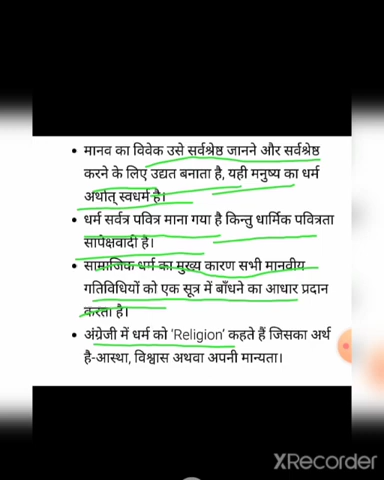 • मानव का विवेक उसे सर्वश्रेष्ठ जानने और सर्वश्रेष्ठ
करने के लिए उद्यत बनाता है, यही मनुष्य का धर्म
अर्थात् स्वधर्म है।
• धर्म सर्वत्र पवित्र माना गया है किन्तु धार्मिक पवित्रता
सापेक्षवादी है।
• सामाजिक धर्म का मुख्य कारण सभी मानवीय
गतिविधियों को एक सूत्र में बाँधने का आधार प्रदान
करता है।
• अंग्रेजी में धर्म को ‘Religion’ कहते हैं जिसका अर्थ
है-आस्था, विश्वास अथवा अपनी मान्यता।
XRecorder